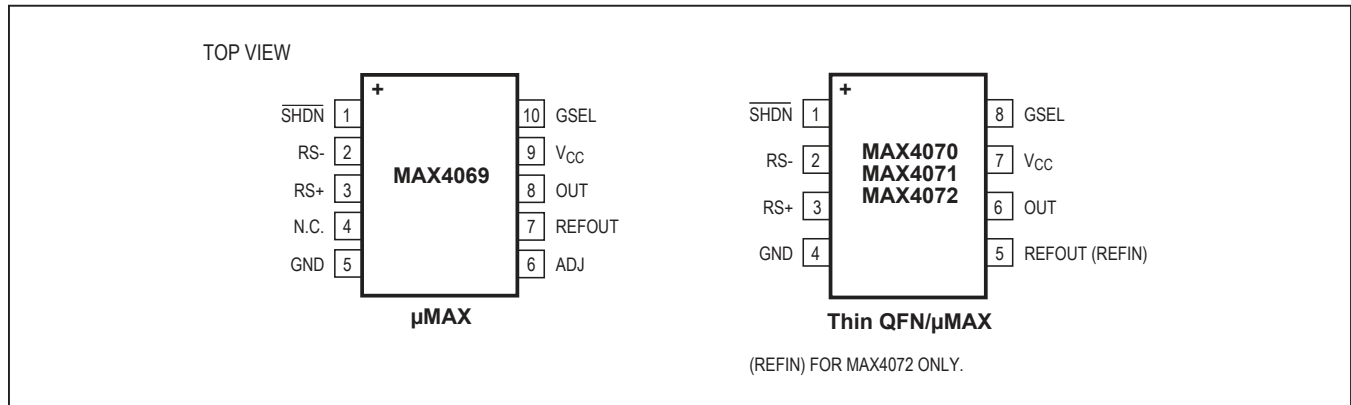 TOP VIEW
+
SHDN 1
RS- 2
RS+ 3
N.C. 4
GND 5
MAX4069
10 GSEL
9 VCC
8 OUT
7 REFOUT
6 ADJ
µMAX
+
SHDN 1
RS- 2
RS+ 3
GND 4
MAX4070
MAX4071
MAX4072
8 GSEL
7 VCC
6 OUT
5 REFOUT (REFIN)
Thin QFN/µMAX
(REFIN) FOR MAX4072 ONLY.